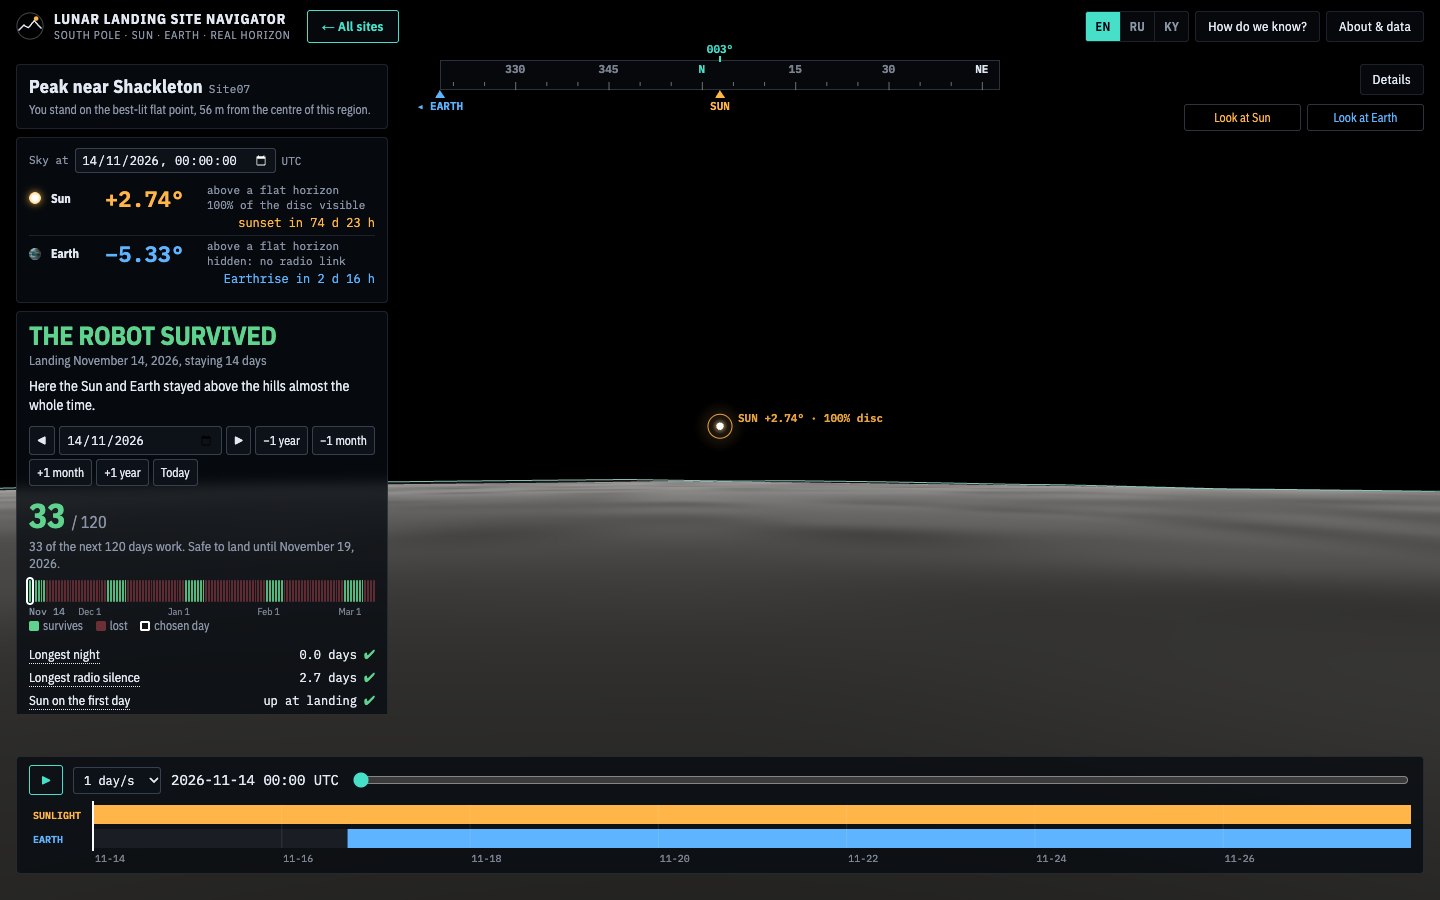 LUNAR LANDING SITE NAVIGATOR
SOUTH POLE · SUN · EARTH · REAL HORIZON
← All sites
EN RU KY How do we know? About & data
003°
330 345 N 15 30 NE
◂ EARTH SUN
Details
Look at Sun Look at Earth
Peak near Shackleton Site07
You stand on the best-lit flat point, 56 m from the centre of this region.
Sky at 14/11/2026, 00:00:00 UTC
Sun +2.74° above a flat horizon
100% of the disc visible
sunset in 74 d 23 h
Earth −5.33° above a flat horizon
hidden: no radio link
Earthrise in 2 d 16 h
THE ROBOT SURVIVED
Landing November 14, 2026, staying 14 days
Here the Sun and Earth stayed above the hills almost the
whole time.
◀ 14/11/2026 ▶ −1 year −1 month
+1 month +1 year Today
33 / 120
33 of the next 120 days work. Safe to land until November 19,
2026.
Nov 14 Dec 1 Jan 1 Feb 1 Mar 1
survives lost chosen day
Longest night 0.0 days ✔
Longest radio silence 2.7 days ✔
Sun on the first day up at landing ✔
SUN +2.74° · 100% disc
▶ 1 day/s 2026-11-14 00:00 UTC
SUNLIGHT
EARTH
11-14 11-16 11-18 11-20 11-22 11-24 11-26